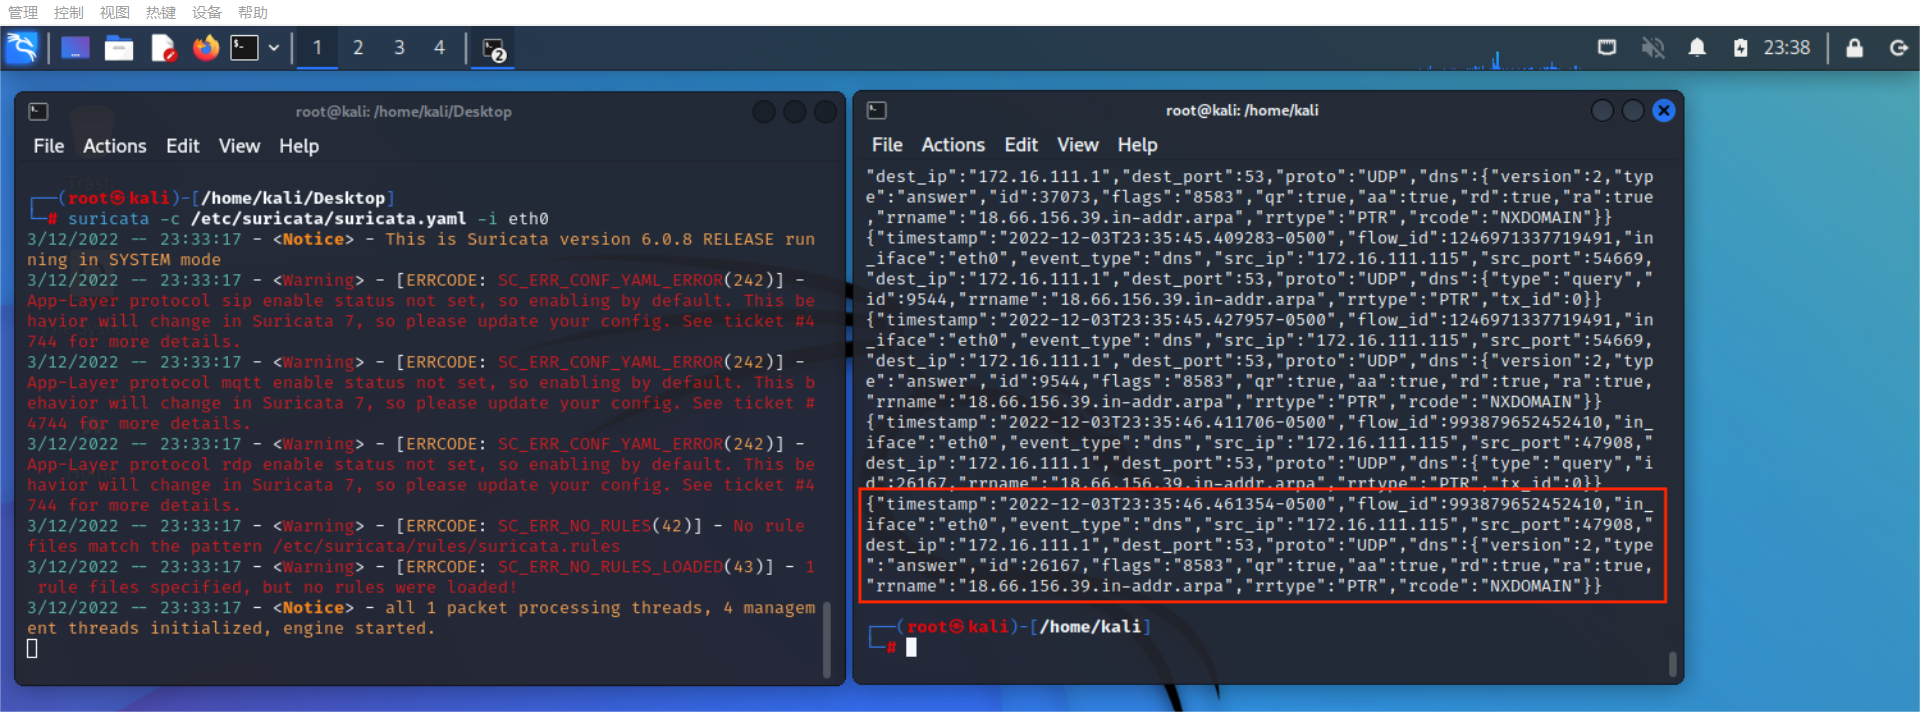 管理 控制 视图 热键 设备 帮助
1 2 3 4 2 23:38
root@kali: /home/kali/Desktop
File Actions Edit View Help
┌──(root㉿kali)-[/home/kali/Desktop]
└─# suricata -c /etc/suricata/suricata.yaml -i eth0
3/12/2022 -- 23:33:17 - <Notice> - This is Suricata version 6.0.8 RELEASE run
ning in SYSTEM mode
3/12/2022 -- 23:33:17 - <Warning> - [ERRCODE: SC_ERR_CONF_YAML_ERROR(242)] -
App-Layer protocol sip enable status not set, so enabling by default. This be
havior will change in Suricata 7, so please update your config. See ticket #4
744 for more details.
3/12/2022 -- 23:33:17 - <Warning> - [ERRCODE: SC_ERR_CONF_YAML_ERROR(242)] -
App-Layer protocol mqtt enable status not set, so enabling by default. This b
ehavior will change in Suricata 7, so please update your config. See ticket #
4744 for more details.
3/12/2022 -- 23:33:17 - <Warning> - [ERRCODE: SC_ERR_CONF_YAML_ERROR(242)] -
App-Layer protocol rdp enable status not set, so enabling by default. This be
havior will change in Suricata 7, so please update your config. See ticket #4
744 for more details.
3/12/2022 -- 23:33:17 - <Warning> - [ERRCODE: SC_ERR_NO_RULES(42)] - No rule
files match the pattern /etc/suricata/rules/suricata.rules
3/12/2022 -- 23:33:17 - <Warning> - [ERRCODE: SC_ERR_NO_RULES_LOADED(43)] - 1
 rule files specified, but no rules were loaded!
3/12/2022 -- 23:33:17 - <Notice> - all 1 packet processing threads, 4 managem
ent threads initialized, engine started.
root@kali: /home/kali
File Actions Edit View Help
"dest_ip":"172.16.111.1","dest_port":53,"proto":"UDP","dns":{"version":2,"typ
e":"answer","id":37073,"flags":"8583","qr":true,"aa":true,"rd":true,"ra":true
,"rrname":"18.66.156.39.in-addr.arpa","rrtype":"PTR","rcode":"NXDOMAIN"}}
{"timestamp":"2022-12-03T23:35:45.409283-0500","flow_id":1246971337719491,"in
_iface":"eth0","event_type":"dns","src_ip":"172.16.111.115","src_port":54669,
"dest_ip":"172.16.111.1","dest_port":53,"proto":"UDP","dns":{"type":"query","
id":9544,"rrname":"18.66.156.39.in-addr.arpa","rrtype":"PTR","tx_id":0}}
{"timestamp":"2022-12-03T23:35:45.427957-0500","flow_id":1246971337719491,"in
_iface":"eth0","event_type":"dns","src_ip":"172.16.111.115","src_port":54669,
"dest_ip":"172.16.111.1","dest_port":53,"proto":"UDP","dns":{"version":2,"typ
e":"answer","id":9544,"flags":"8583","qr":true,"aa":true,"rd":true,"ra":true,
"rrname":"18.66.156.39.in-addr.arpa","rrtype":"PTR","rcode":"NXDOMAIN"}}
{"timestamp":"2022-12-03T23:35:46.411706-0500","flow_id":993879652452410,"in_
iface":"eth0","event_type":"dns","src_ip":"172.16.111.115","src_port":47908,"
dest_ip":"172.16.111.1","dest_port":53,"proto":"UDP","dns":{"type":"query","i
d":26167,"rrname":"18.66.156.39.in-addr.arpa","rrtype":"PTR","tx_id":0}}
{"timestamp":"2022-12-03T23:35:46.461354-0500","flow_id":993879652452410,"in_
iface":"eth0","event_type":"dns","src_ip":"172.16.111.115","src_port":47908,"
dest_ip":"172.16.111.1","dest_port":53,"proto":"UDP","dns":{"version":2,"type
":"answer","id":26167,"flags":"8583","qr":true,"aa":true,"rd":true,"ra":true,
"rrname":"18.66.156.39.in-addr.arpa","rrtype":"PTR","rcode":"NXDOMAIN"}}
┌──(root㉿kali)-[/home/kali]
└─#